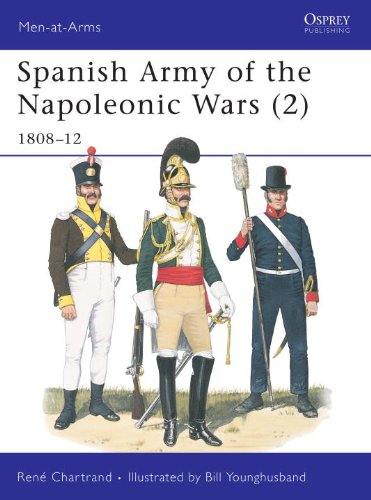 Men-at-Arms
OSPREY
PUBLISHING
Spanish Army of the
Napoleonic Wars (2)
1808–12
René Chartrand • Illustrated by Bill Younghusband